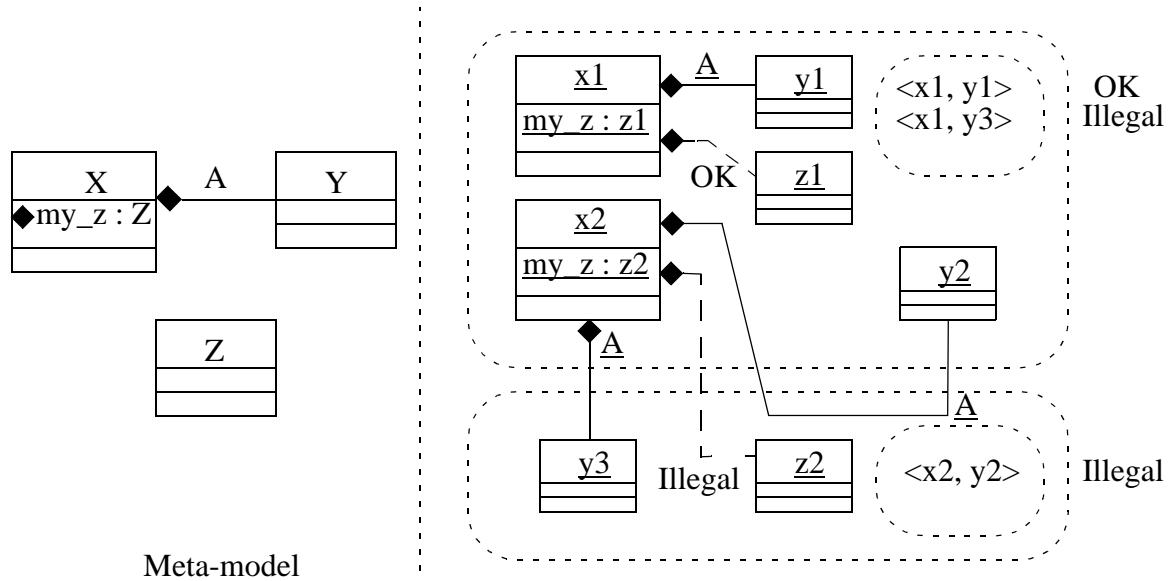 X
my_z : Z
A
Y
Z
Meta-model
x1
my_z : z1
A
y1
OK
z1
<x1, y1>
<x1, y3>
OK
Illegal
x2
my_z : z2
y2
A
A
y3
Illegal
z2
<x2, y2>
Illegal